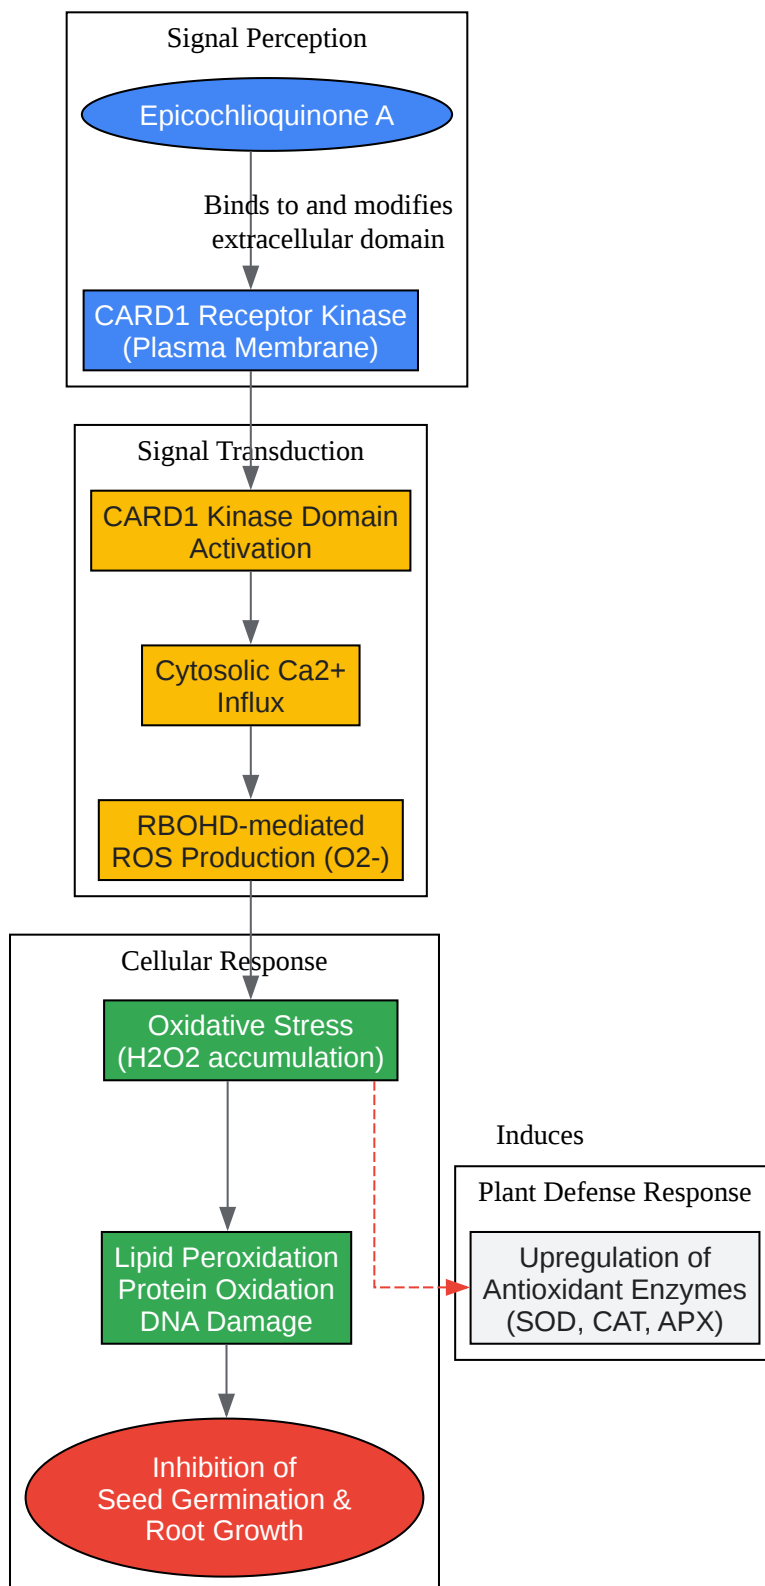 Signal Perception
Epicochlioquinone A
Binds to and modifies
extracellular domain
CARD1 Receptor Kinase
(Plasma Membrane)
Signal Transduction
CARD1 Kinase Domain
Activation
Cytosolic Ca2+
Influx
RBOHD-mediated
ROS Production (O2-)
Cellular Response
Oxidative Stress
(H2O2 accumulation)
Induces
Plant Defense Response
Upregulation of
Antioxidant Enzymes
(SOD, CAT, APX)
Lipid Peroxidation
Protein Oxidation
DNA Damage
Inhibition of
Seed Germination &
Root Growth